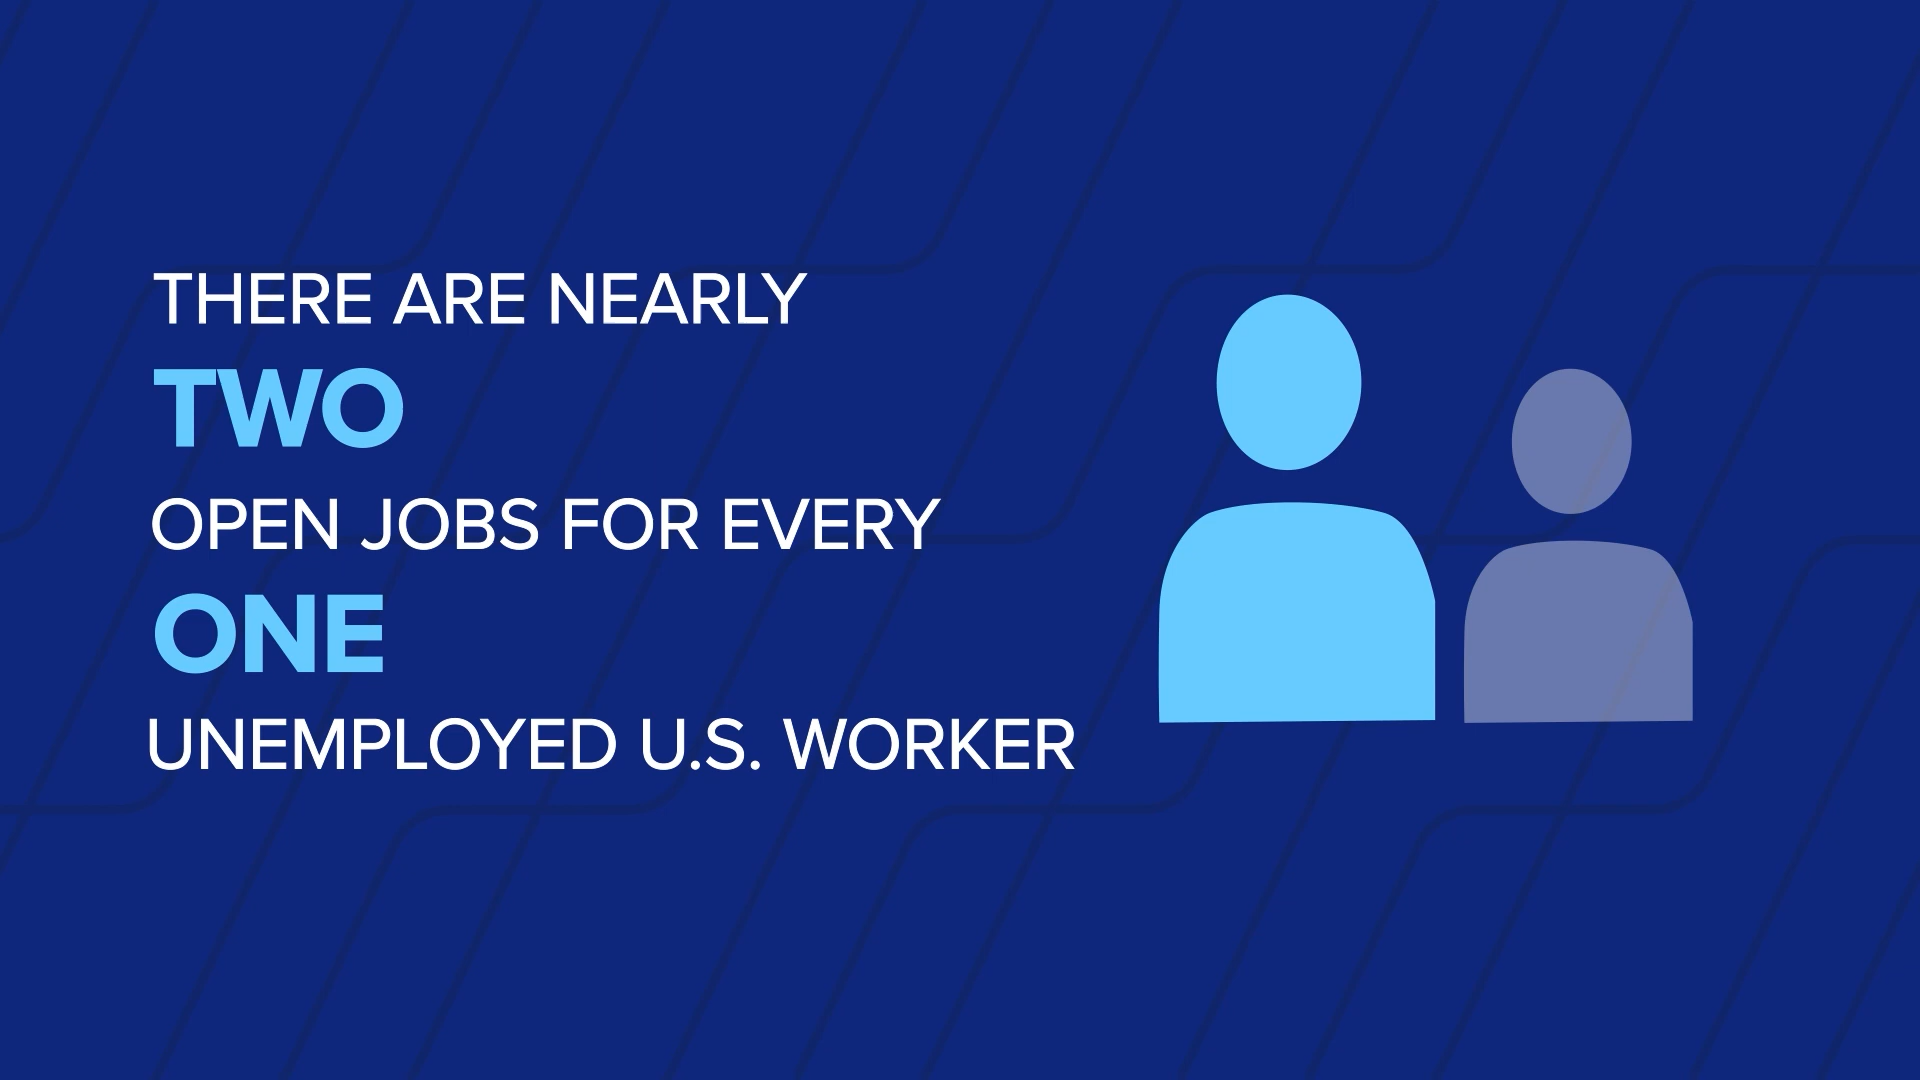 THERE ARE NEARLY
TWO
OPEN JOBS FOR EVERY
ONE
UNEMPLOYED U.S. WORKER